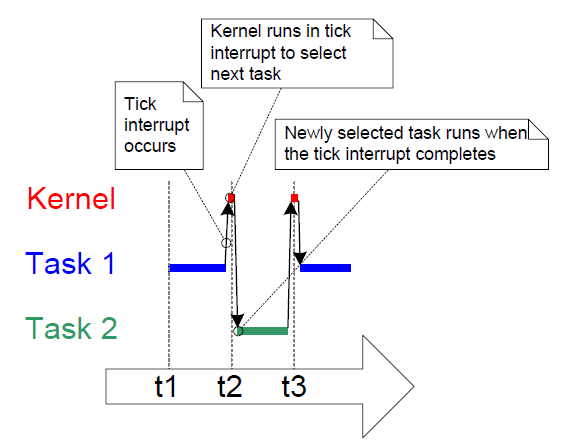 Kernel runs in tick
interrupt to select
next task
Tick
interrupt
occurs
Newly selected task runs when
the tick interrupt completes
Kernel
Task 1
Task 2
t1 t2 t3